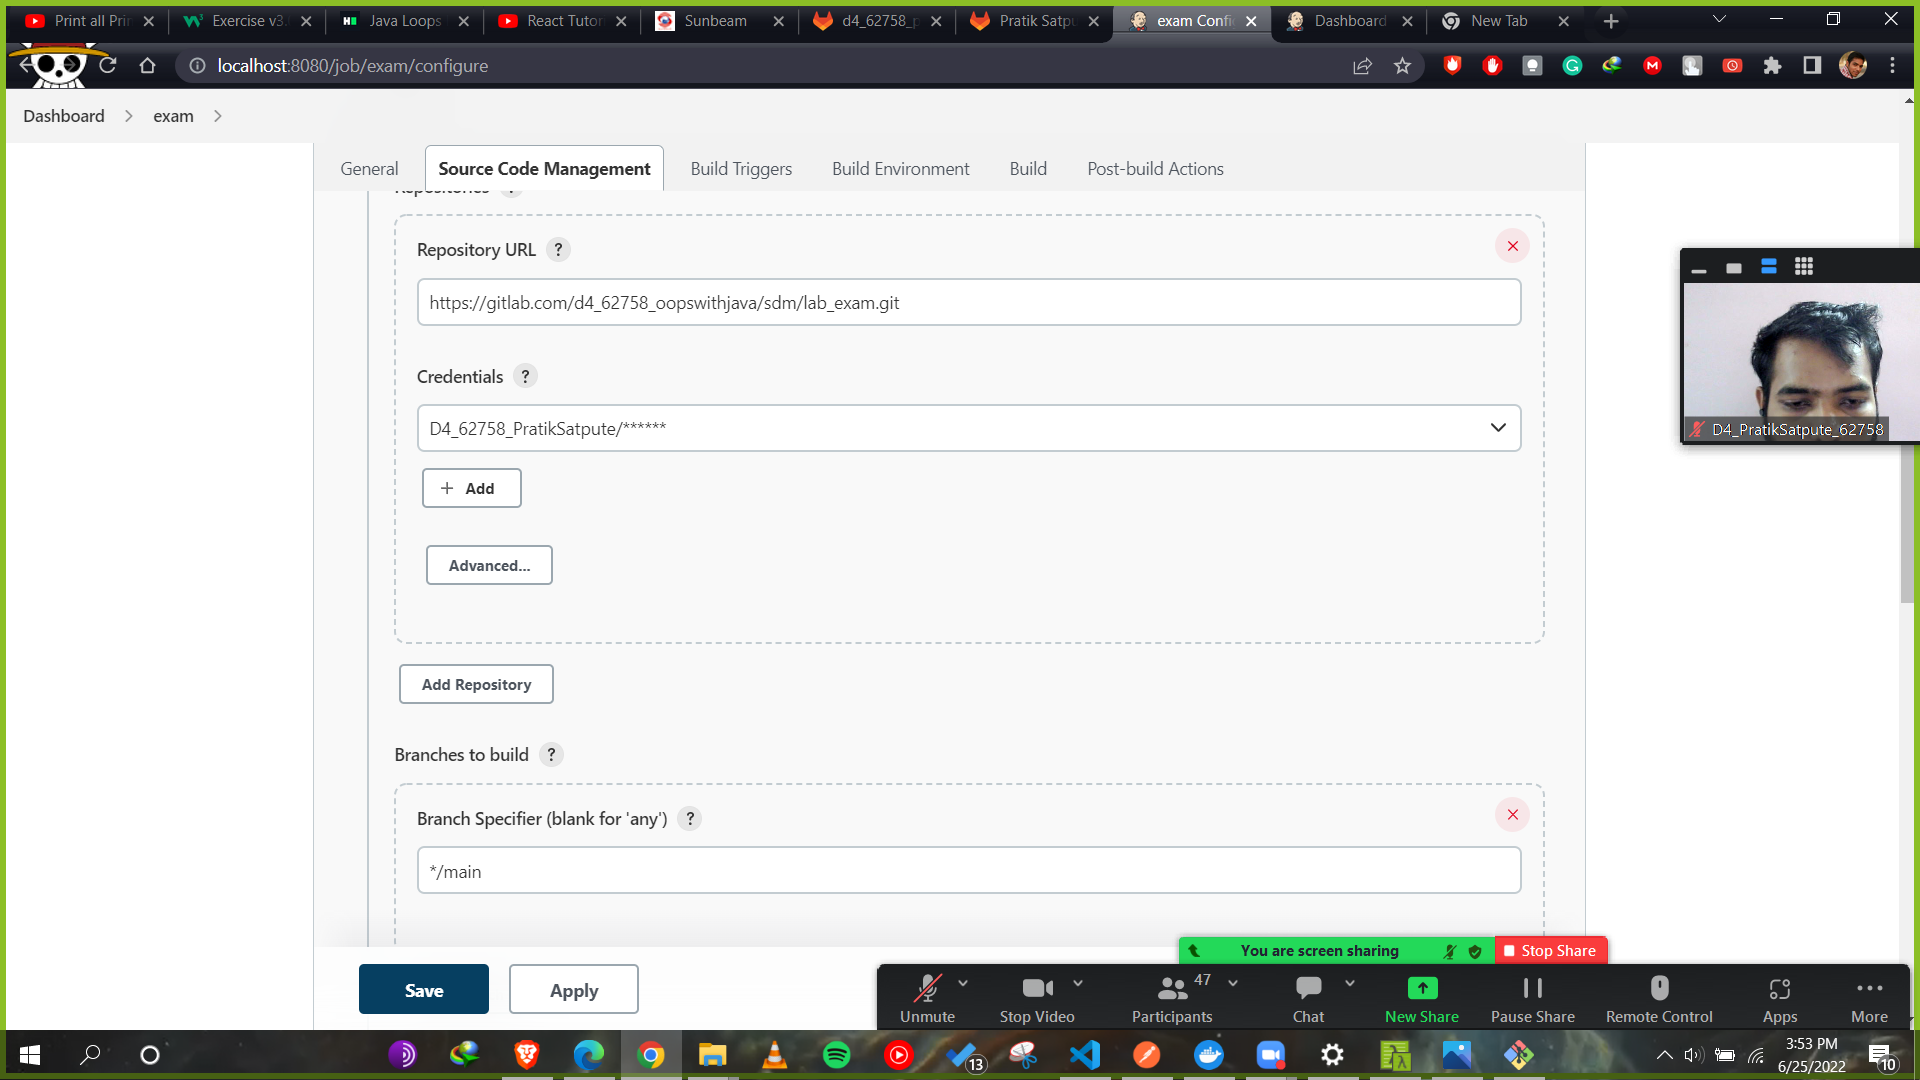 Print all Prin
Exercise v3.
Java Loops
React Tutor
Sunbeam
d4_62758_p
Pratik Satpu
exam Confi
Dashboard
New Tab
localhost:8080/job/exam/configure
Dashboard
exam
General
Source Code Management
Build Triggers
Build Environment
Build
Post-build Actions
Repositories ?
Repository URL ?
https://gitlab.com/d4_62758_oopswithjava/sdm/lab_exam.git
Credentials ?
D4_62758_PratikSatpute/******
Add
Advanced...
Add Repository
Branches to build ?
Branch Specifier (blank for 'any') ?
*/main
Save
Apply
D4_PratikSatpute_62758
You are screen sharing
Stop Share
Unmute
Stop Video
47
Participants
Chat
New Share
Pause Share
Remote Control
Apps
More
13
3:53 PM
6/25/2022
10